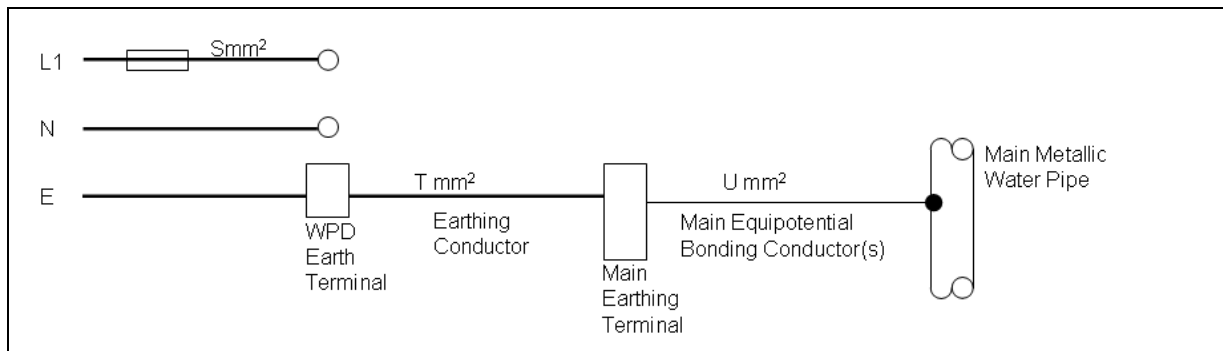 L1
Smm²
N
E
WPD
Earth
Terminal
T mm²
Earthing
Conductor
Main
Earthing
Terminal
U mm²
Main Equipotential
Bonding Conductor(s)
Main Metallic
Water Pipe